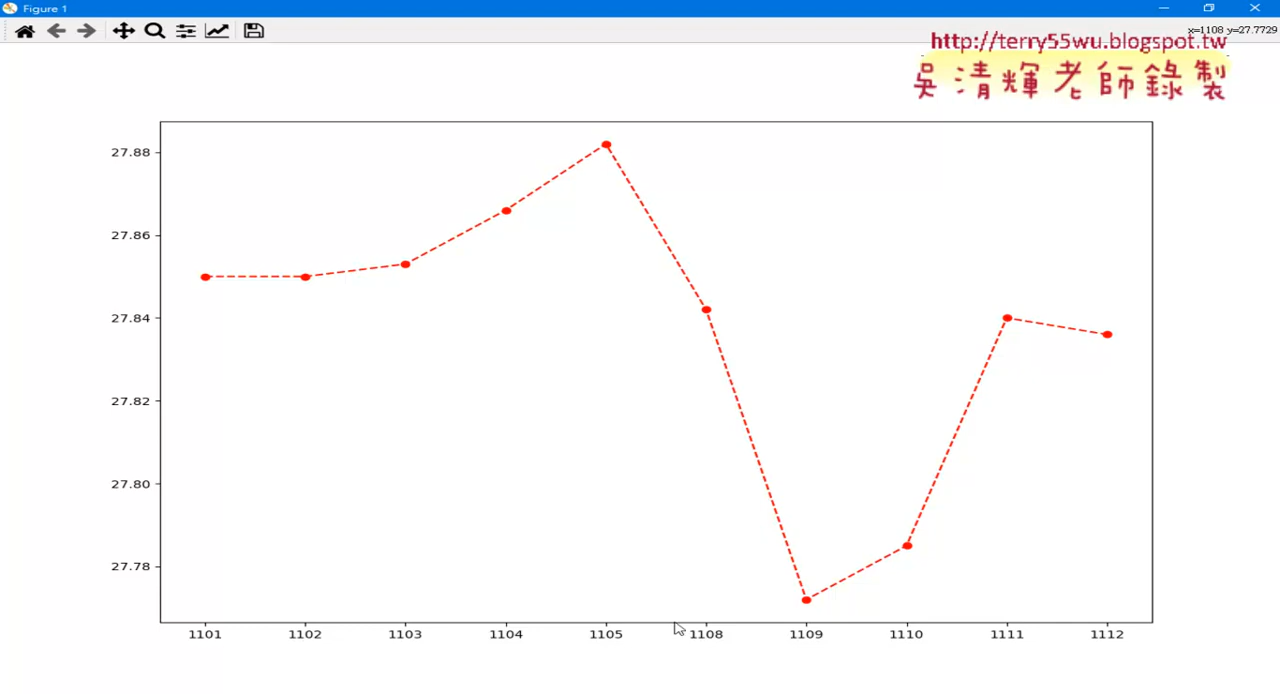 Figure 1
x=1108 y=27.7729
http://terry55wu.blogspot.tw
吳清輝老師錄製
27.88
27.86
27.84
27.82
27.80
27.78
1101 1102 1103 1104 1105 1108 1109 1110 1111 1112